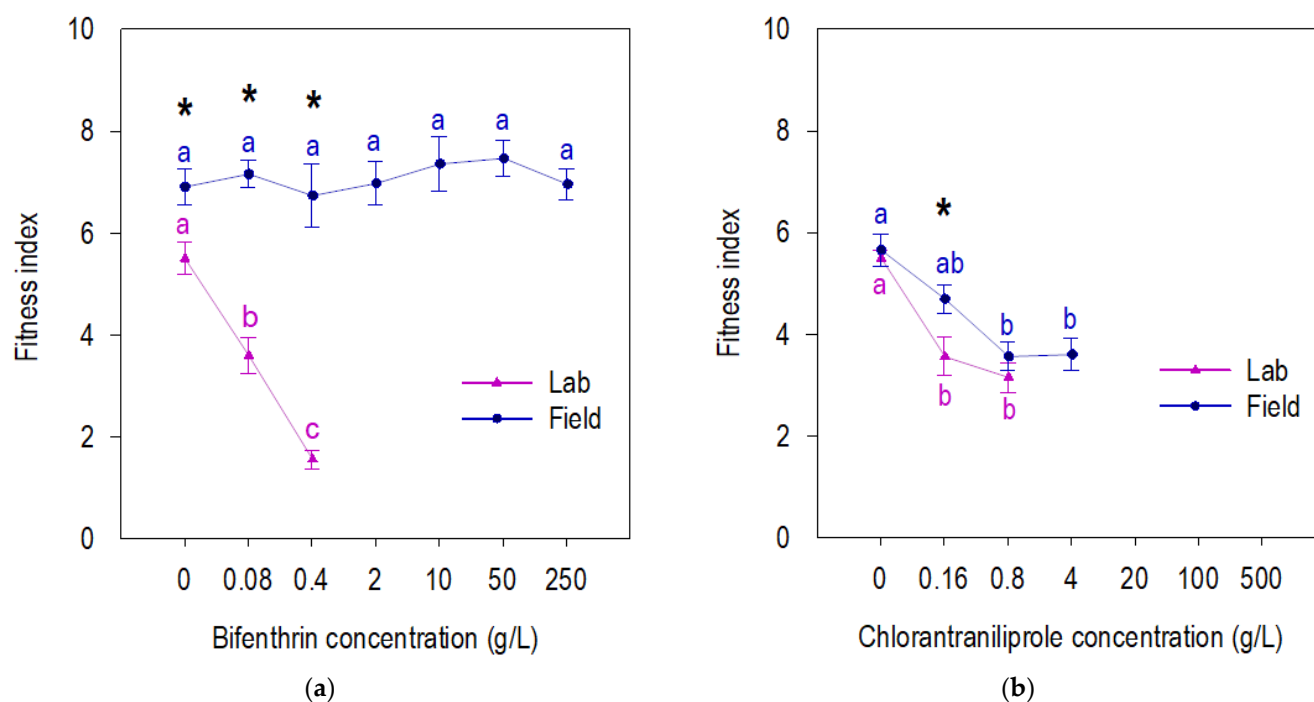 10
8
6
4
2
0
Fitness index
* * *
a a a a a a a
a
b
c
Lab
Field
0 0.08 0.4 2 10 50 250
Bifenthrin concentration (g/L)
(a)
10
8
6
4
2
0
Fitness index
*
a ab b b
a b b
Lab
Field
0 0.16 0.8 4 20 100 500
Chlorantraniliprole concentration (g/L)
(b)